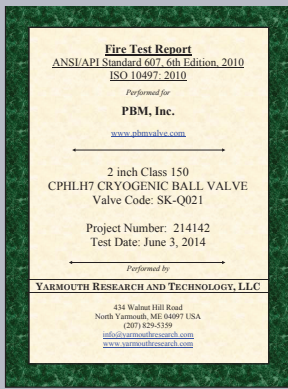 Fire Test Report
ANSI/API Standard 607, 6th Edition, 2010
ISO 10497: 2010
Performed for
PBM, Inc.
www.pbmvalve.com
2 inch Class 150
CPHLH7 CRYOGENIC BALL VALVE
Valve Code: SK-Q021
Project Number: 214142
Test Date: June 3, 2014
Performed by
YARMOUTH RESEARCH AND TECHNOLOGY, LLC
434 Walnut Hill Road
North Yarmouth, ME 04097 USA
(207) 829-5359
info@yarmouthresearch.com
www.yarmouthresearch.com